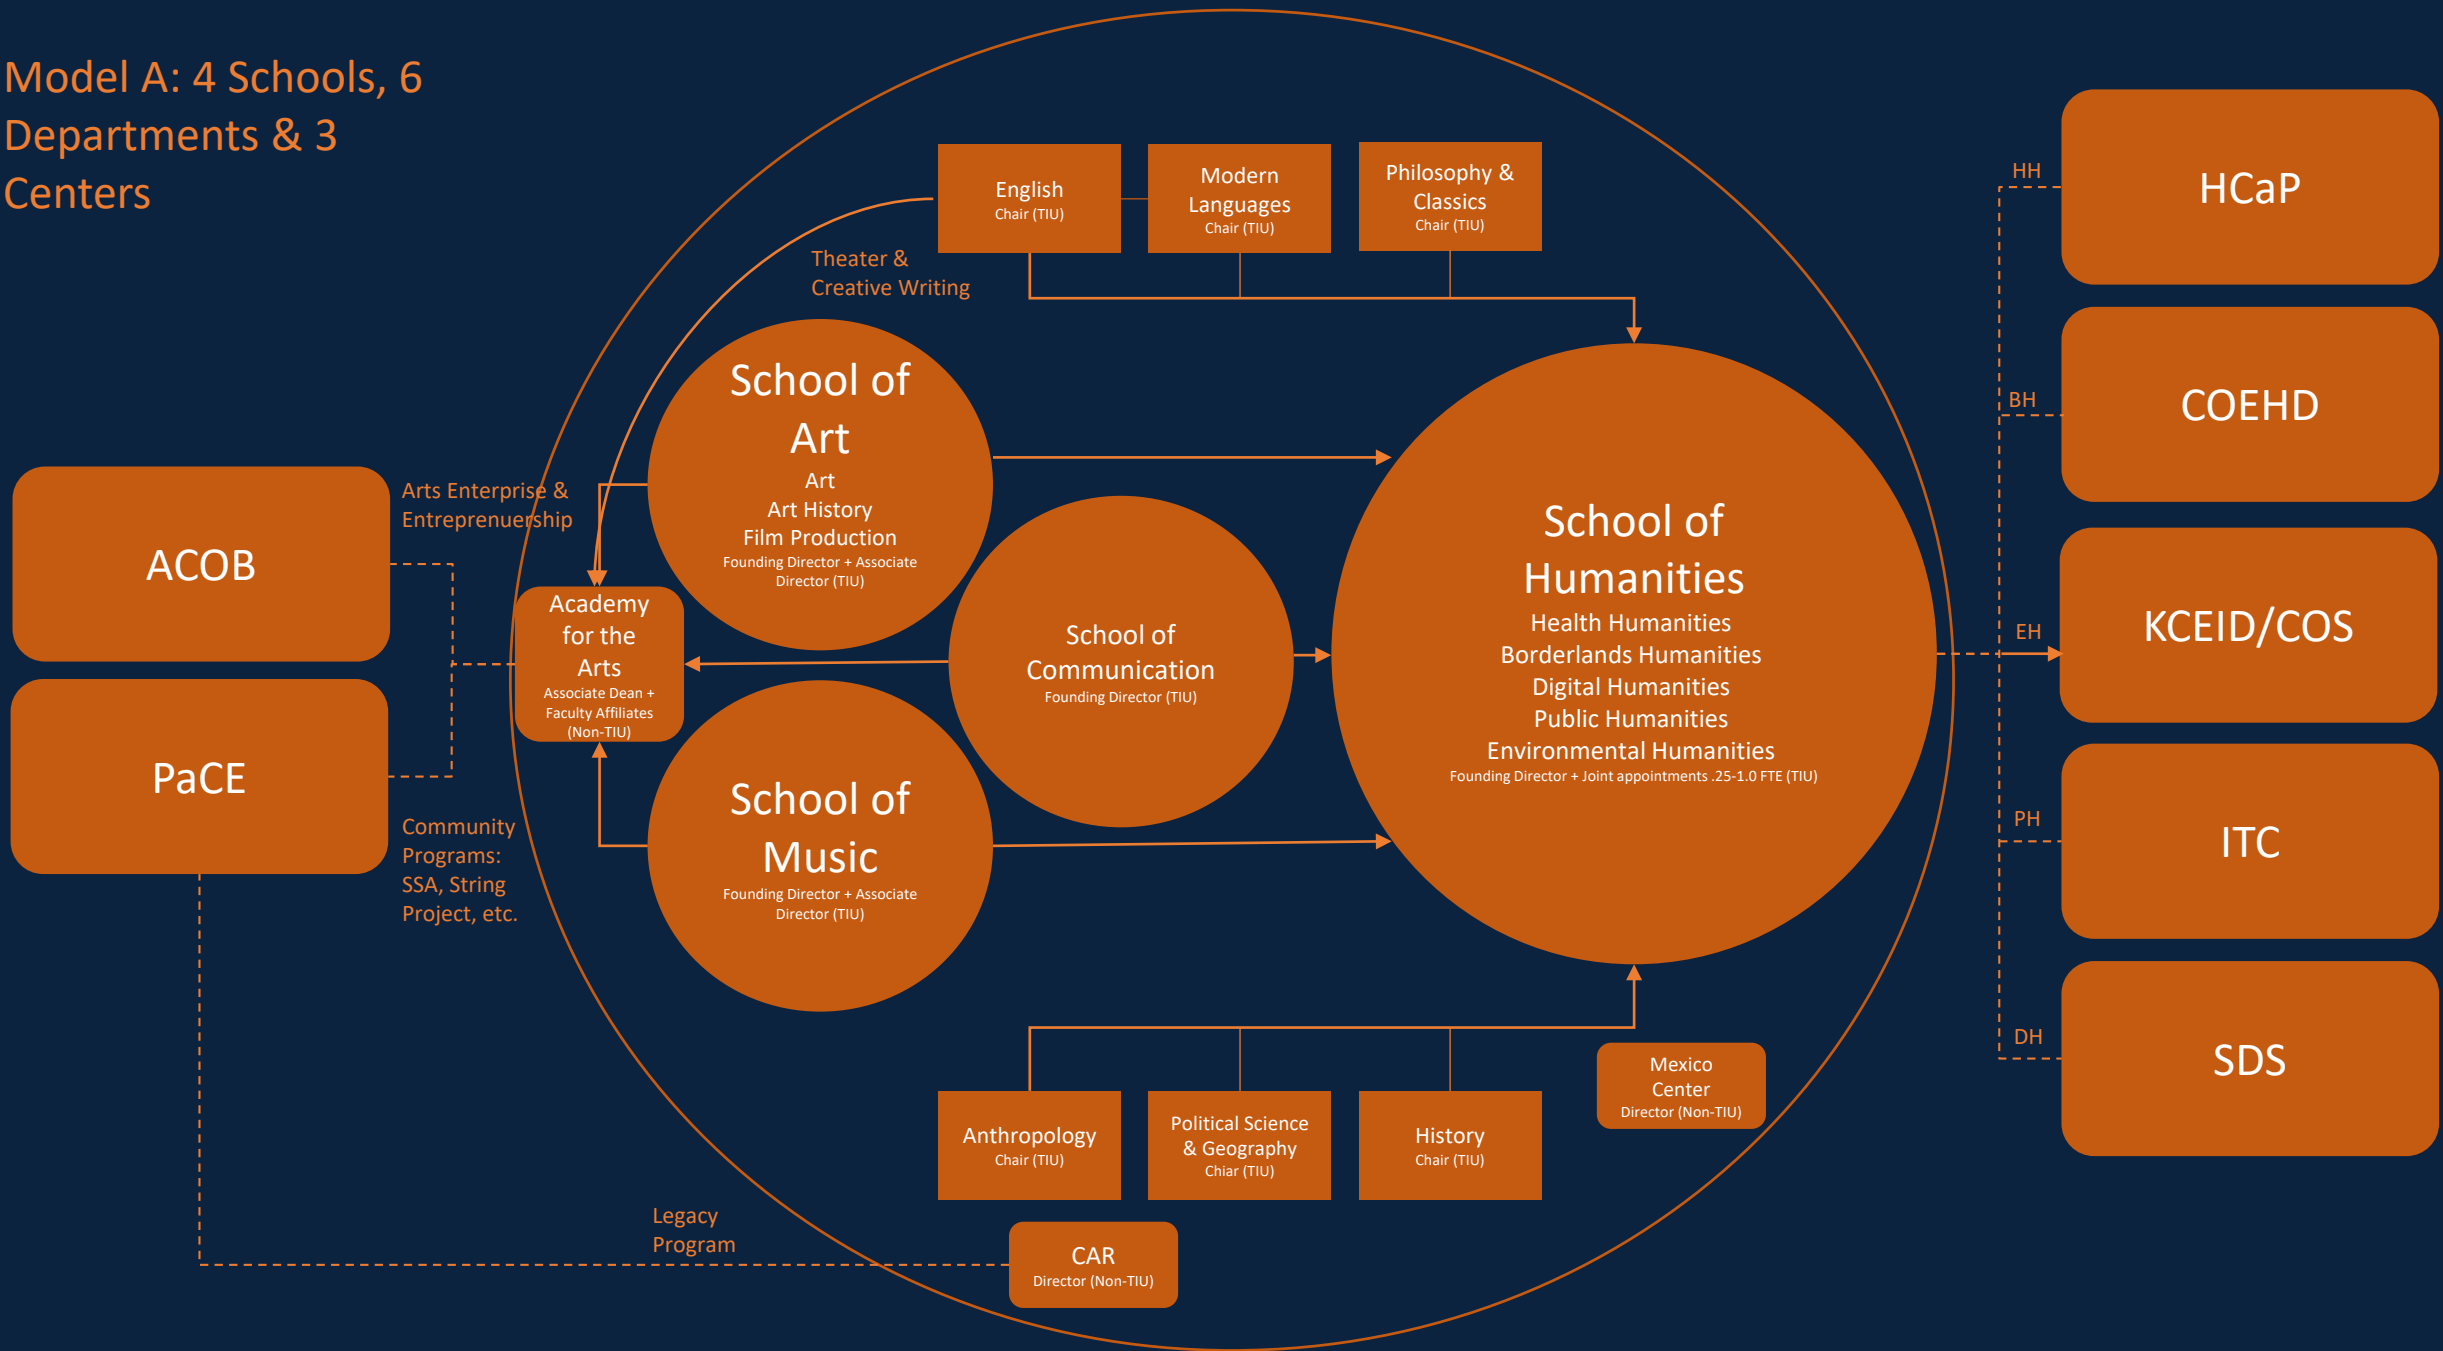 Model A: 4 Schools, 6
Departments & 3
Centers
English
Chair (TIU)
Modern
Languages
Chair (TIU)
Philosophy &
Classics
Chair (TIU)
Theater &
Creative Writing
School of
Art
Art
Art History
Film Production
Founding Director + Associate
Director (TIU)
Arts Enterprise &
Entreprenuership
ACOB
PaCE
Academy
for the
Arts
Associate Dean +
Faculty Affiliates
(Non-TIU)
School of
Communication
Founding Director (TIU)
School of
Humanities
Health Humanities
Borderlands Humanities
Digital Humanities
Public Humanities
Environmental Humanities
Founding Director + Joint appointments .25-1.0 FTE (TIU)
School of
Music
Founding Director + Associate
Director (TIU)
Community
Programs:
SSA, String
Project, etc.
Mexico
Center
Director (Non-TIU)
Anthropology
Chair (TIU)
Political Science
& Geography
Chiar (TIU)
History
Chair (TIU)
Legacy
Program
CAR
Director (Non-TIU)
HH
HCaP
BH
COEHD
EH
KCEID/COS
PH
ITC
DH
SDS